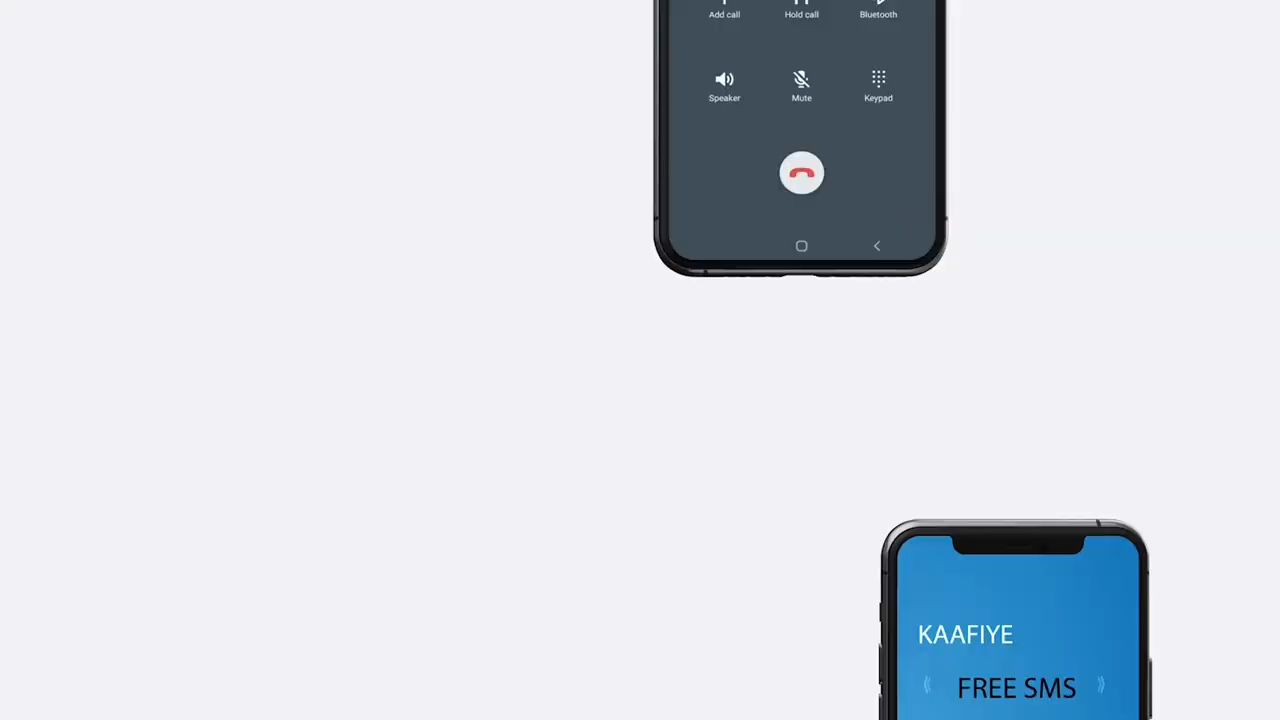 Add call Hold call Bluetooth
Speaker Mute Keypad
KAAFIYE
FREE SMS